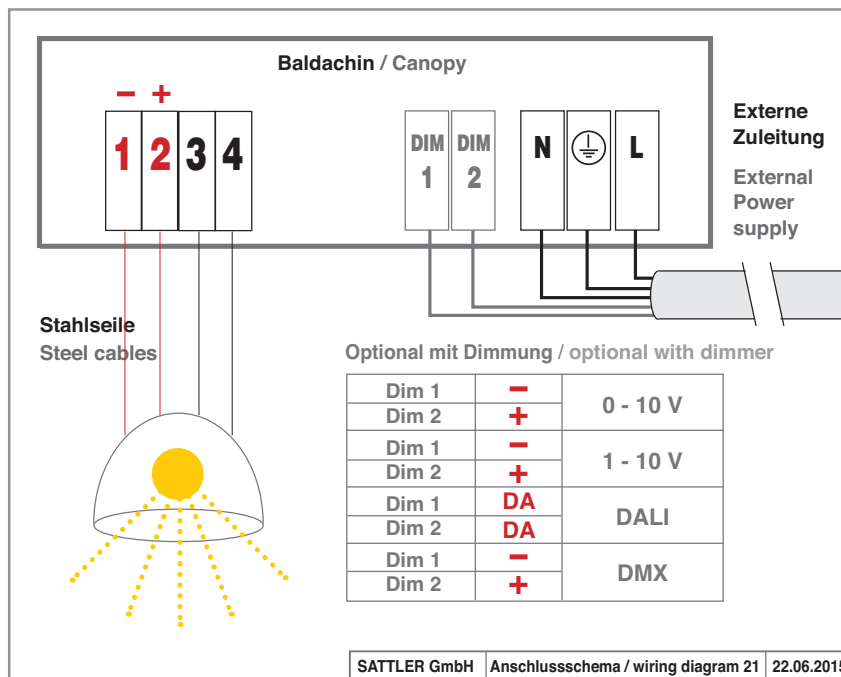 Baldachin / Canopy
− +
1 2 3 4
DIM 1 DIM 2 N L
Externe
Zuleitung
External
Power
supply
Stahlseile
Steel cables
Optional mit Dimmung / optional with dimmer
Dim 1 − 0 - 10 V
Dim 2 +
Dim 1 − 1 - 10 V
Dim 2 +
Dim 1 DA DALI
Dim 2 DA
Dim 1 − DMX
Dim 2 +
SATTLER GmbH Anschlussschema / wiring diagram 21 22.06.2015